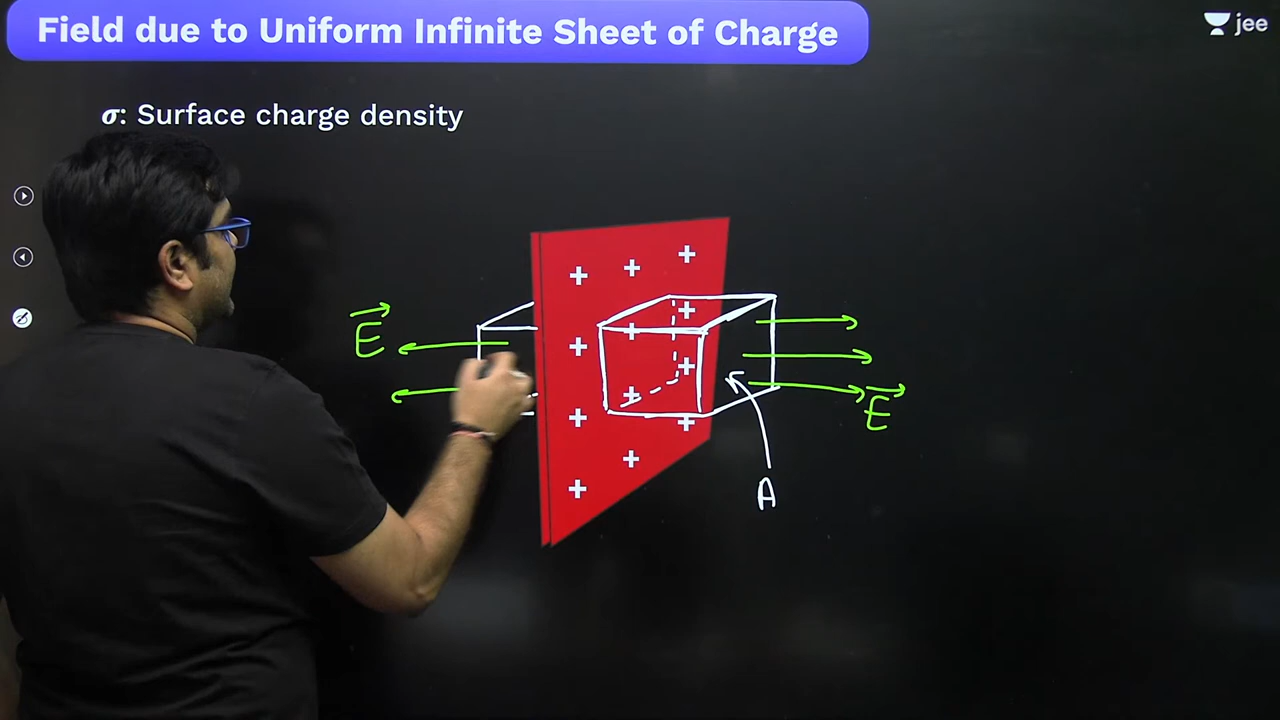 Field due to Uniform Infinite Sheet of Charge
jee
σ: Surface charge density
E
E
A